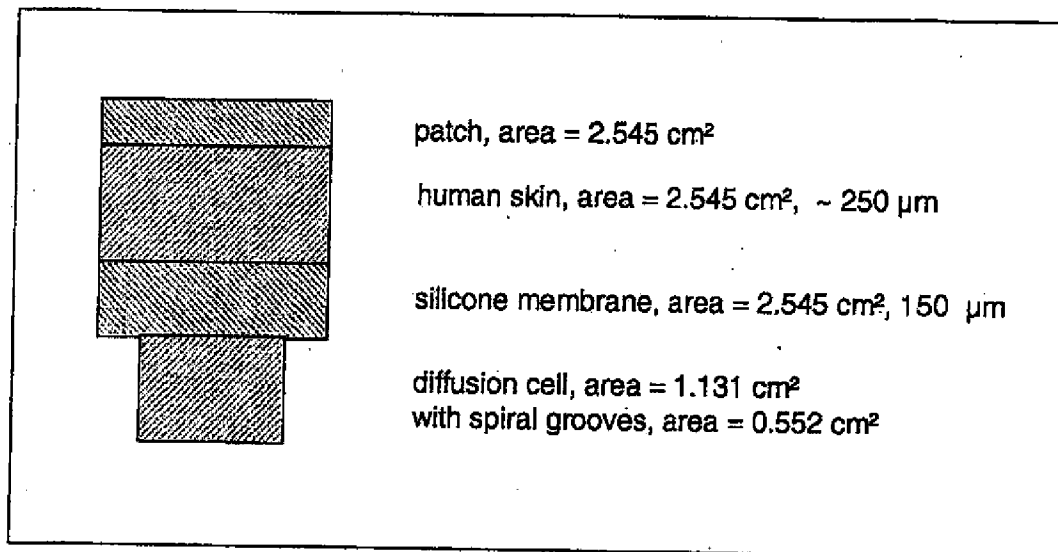 patch, area = 2.545 cm²
human skin, area = 2.545 cm², ~ 250 µm
silicone membrane, area = 2.545 cm², 150 µm
diffusion cell, area = 1.131 cm²
with spiral grooves, area = 0.552 cm²